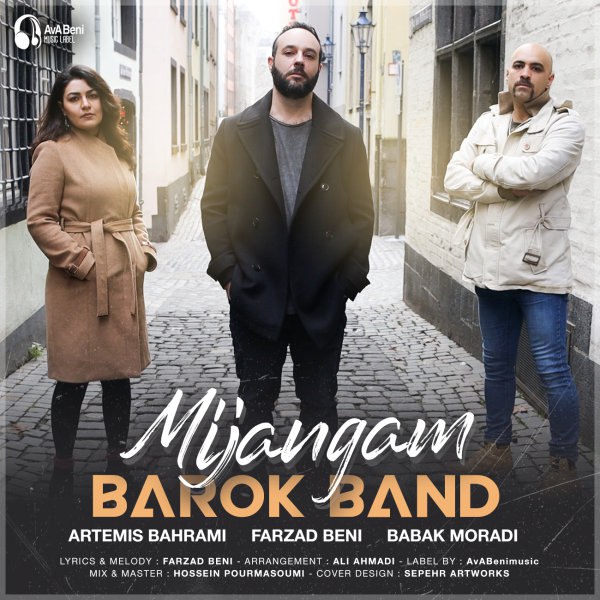 AvA Beni
MUSIC LABEL
Mijangam
BAROK BAND
ARTEMIS BAHRAMI FARZAD BENI BABAK MORADI
LYRICS & MELODY : FARZAD BENI - ARRANGEMENT : ALI AHMADI - LABEL BY : AvABenimusic
MIX & MASTER : HOSSEIN POURMASOUMI - COVER DESIGN : SEPEHR ARTWORKS